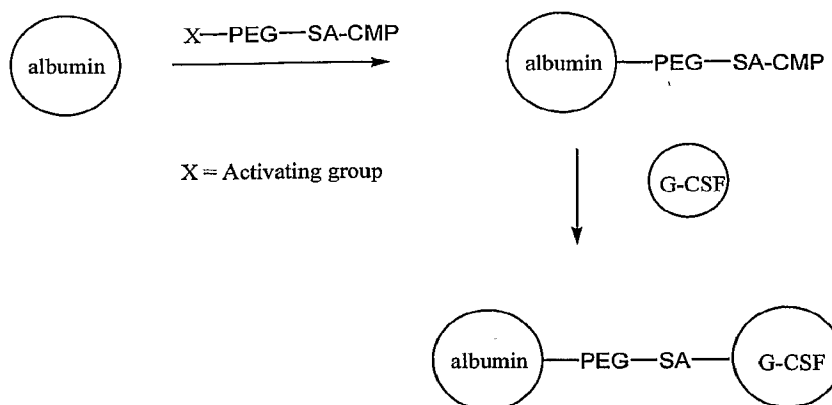 X—PEG—SA-CMP
albumin
albumin—PEG—SA-CMP
X = Activating group
G-CSF
albumin—PEG—SA—G-CSF